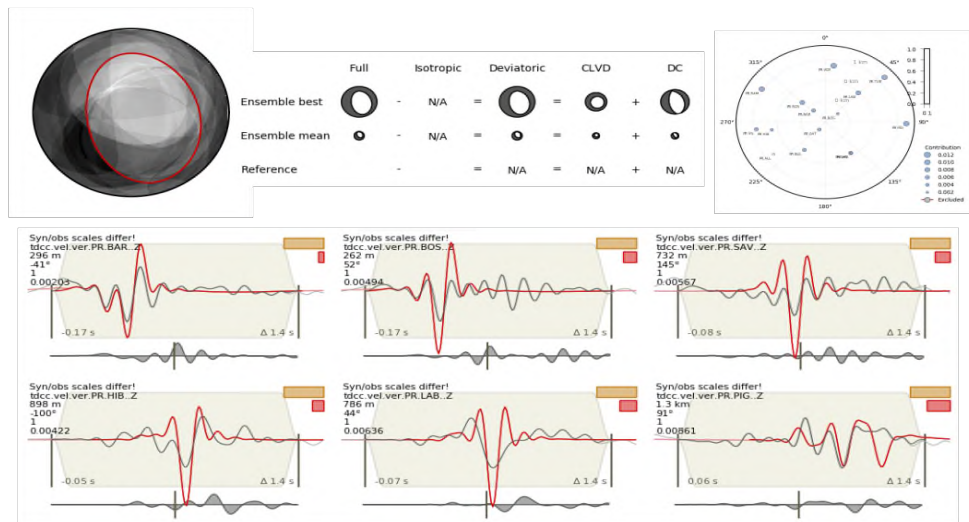 Full Isotropic Deviatoric CLVD DC
Ensemble best - N/A = = +
Ensemble mean - N/A = = +
Reference - = N/A = N/A + N/A
0°
45°
90°
135°
180°
225°
270°
315°
1 km
1.0
0.8
0.6
0.4
0.2
0 1
Contribution
0.012
0.010
0.008
0.006
0.004
0.002
Excluded
Syn/obs scales differ!
tdcc.vel.ver.PR.BAR..Z
296 m
-41°
1
0.00203
-0.17 s Δ 1.4 s
Syn/obs scales differ!
tdcc.vel.ver.PR.BOS..Z
262 m
52°
1
0.00494
-0.17 s Δ 1.4 s
Syn/obs scales differ!
tdcc.vel.ver.PR.SAV..Z
732 m
145°
1
0.00567
-0.08 s Δ 1.4 s
Syn/obs scales differ!
tdcc.vel.ver.PR.HIB..Z
898 m
-100°
1
0.00422
-0.05 s Δ 1.4 s
Syn/obs scales differ!
tdcc.vel.ver.PR.LAB..Z
786 m
44°
1
0.00636
-0.07 s Δ 1.4 s
Syn/obs scales differ!
tdcc.vel.ver.PR.PIG..Z
1.3 km
91°
1
0.00861
0.06 s Δ 1.4 s